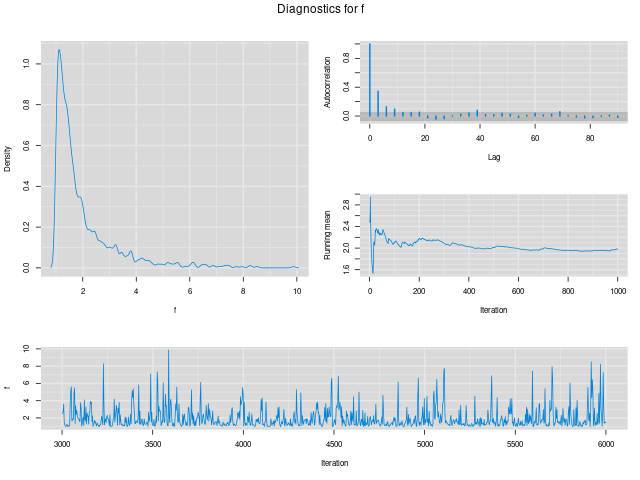 Diagnostics for f
Density
0.0 0.2 0.4 0.6 0.8 1.0
2 4 6 8 10
f
Autocorrelation
0.0 0.4 0.8
0 20 40 60 80
Lag
Running mean
1.6 2.0 2.4 2.8
0 200 400 600 800 1000
Iteration
f
2 4 6 8 10
3000 3500 4000 4500 5000 5500 6000
Iteration